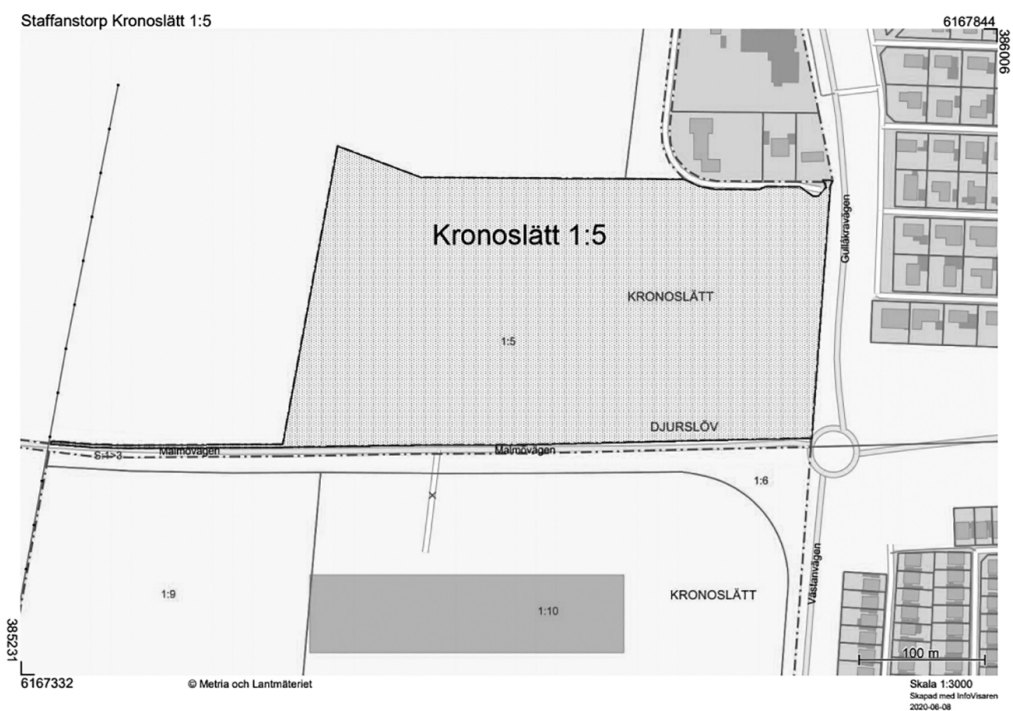 Staffanstorp Kronoslätt 1:5
6167844
386006
Kronoslätt 1:5
Gullåkravägen
KRONOSLÄTT
1:5
DJURSLÖV
S:1>3
Malmövägen
Malmövägen
1:6
Västanvägen
1:9
1:10
KRONOSLÄTT
385231
100 m
6167332
© Metria och Lantmäteriet
Skala 1:3000
Skapad med InfoVisaren
2020-06-08